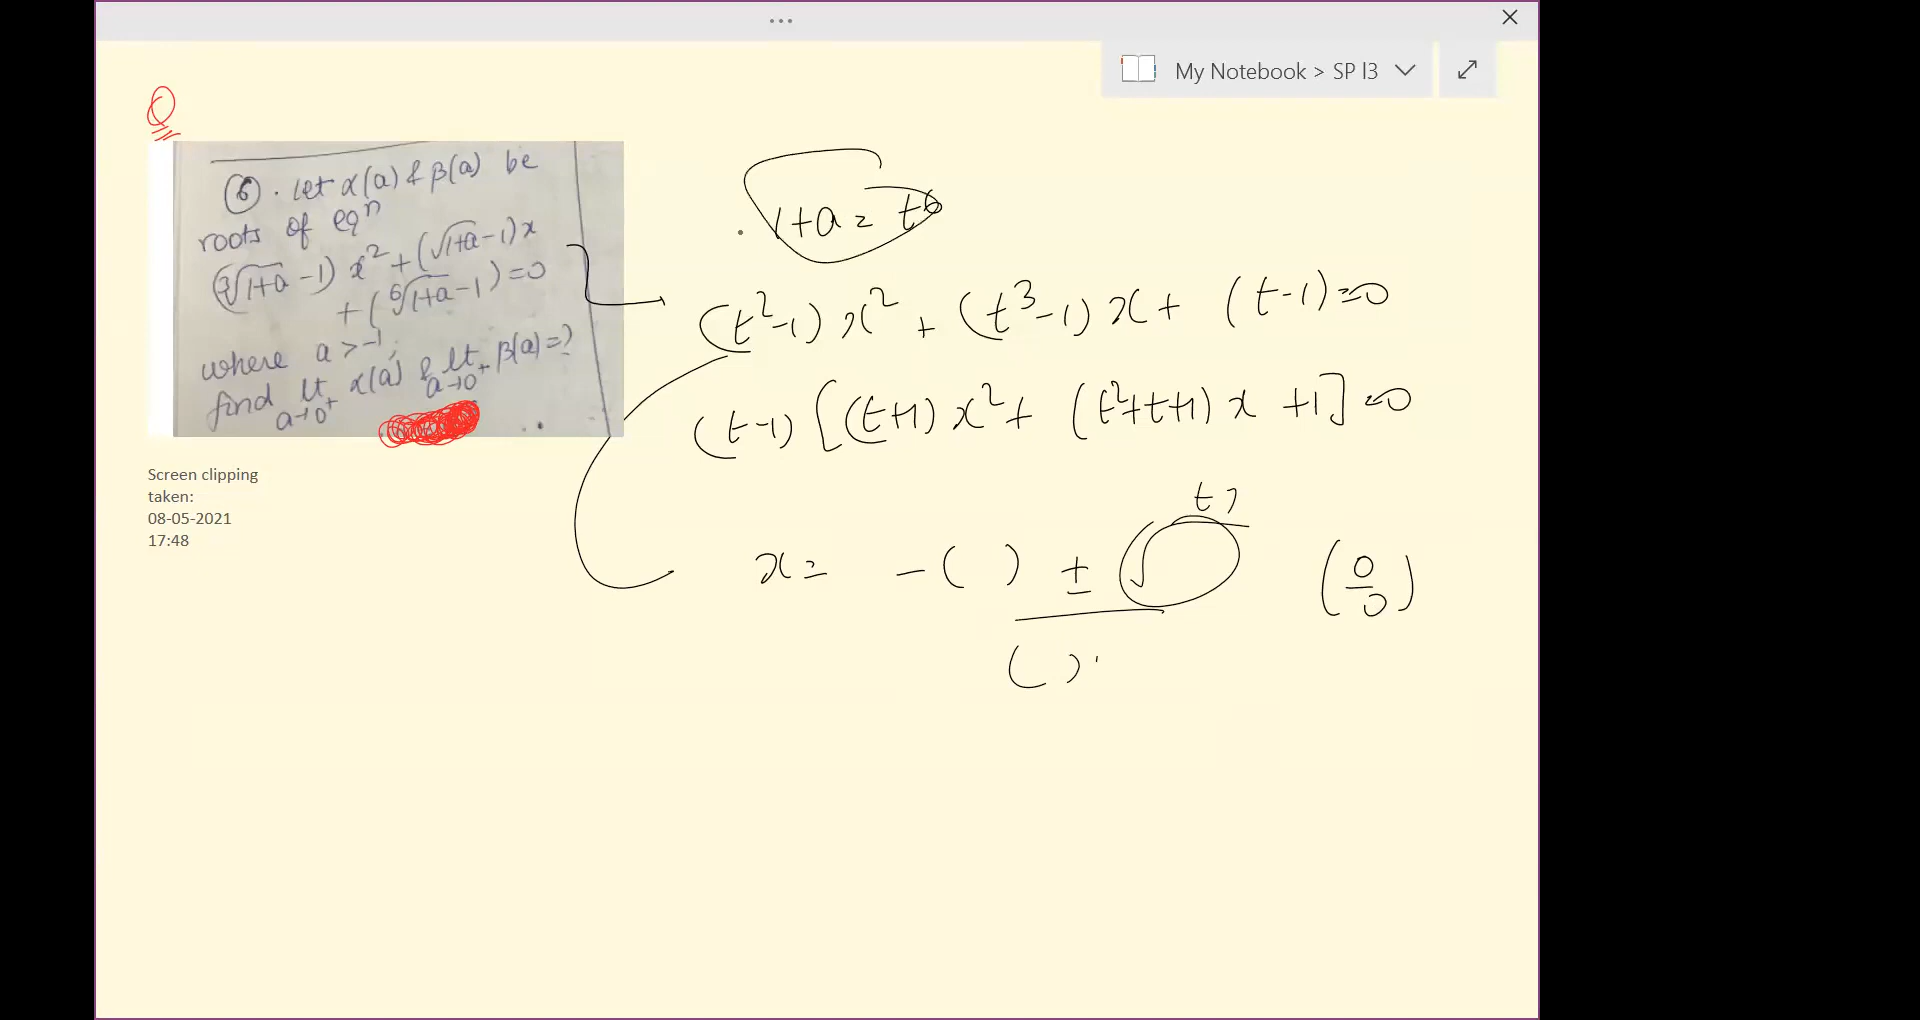 My Notebook > SP l3
Q
⑥. Let α(a) & β(a) be
roots of eqⁿ
(∛(1+a) -1) x² + (√(1+a) -1)x
+ (⁶√(1+a) -1) = 0
where a > -1,
find lt a→0⁺ α(a) & lt a→0⁺ β(a) = ?
Screen clipping
taken:
08-05-2021
17:48
1+a = t⁶
(t²-1) x² + (t³-1) x + (t-1) = 0
(t-1) [(t+1) x² + (t²+t+1) x +1] = 0
t→
x = -( ) ± √ (0/0)
( )